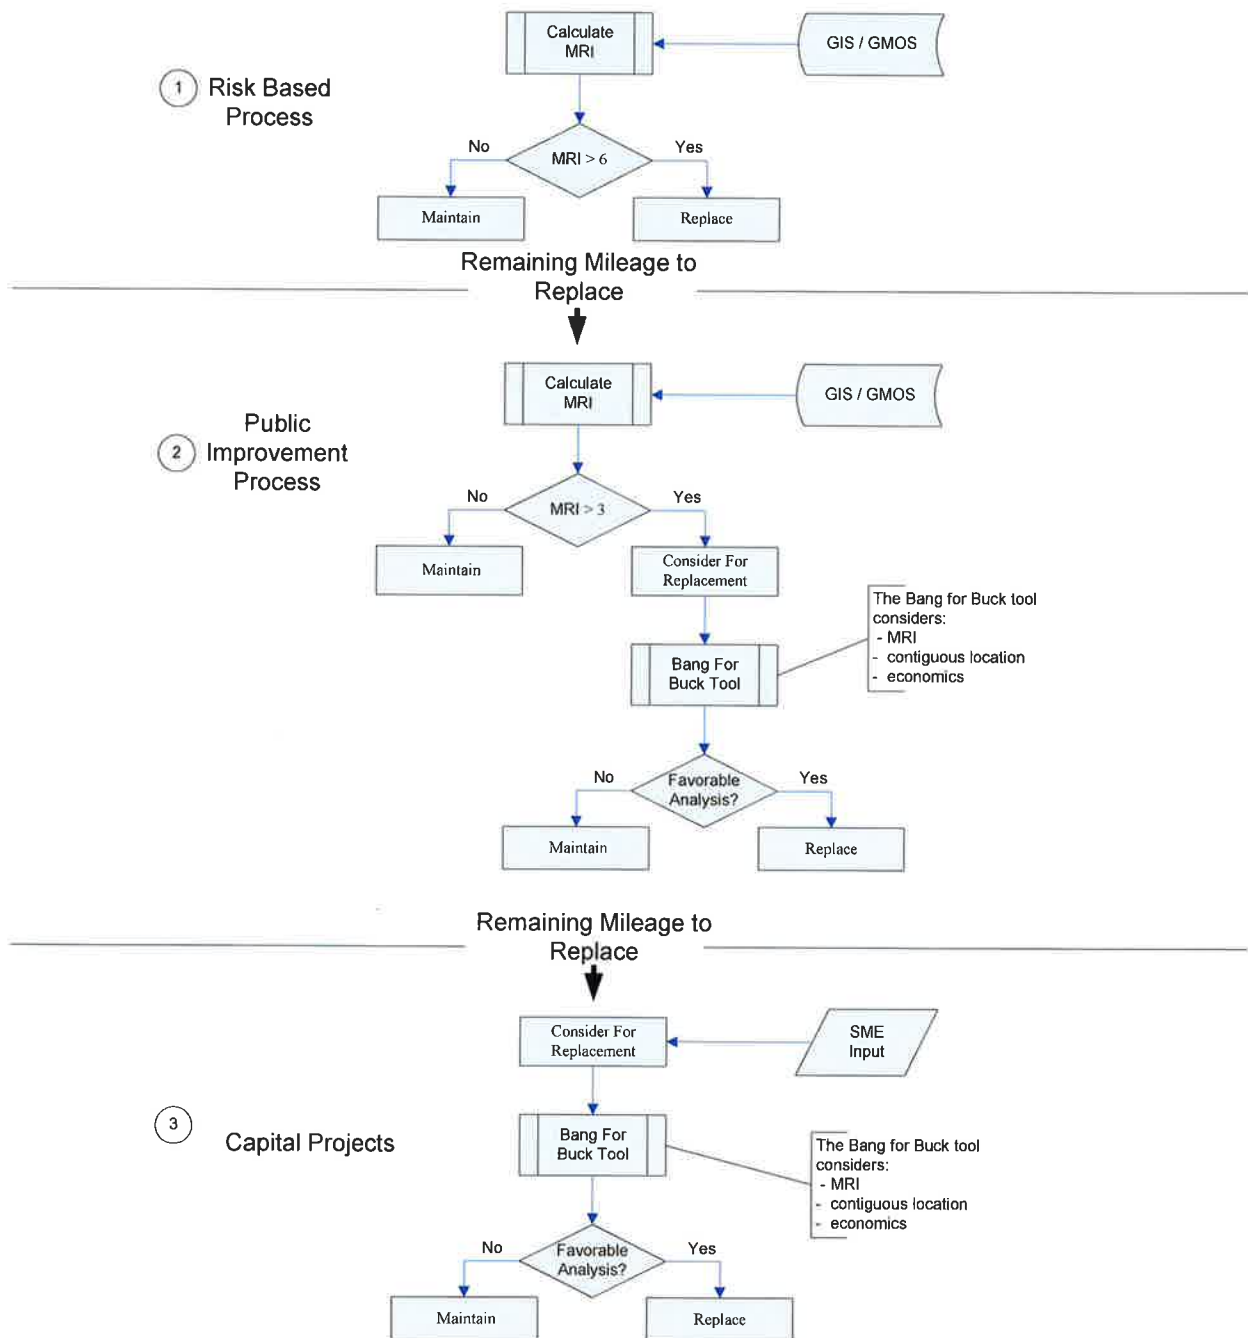 Calculate
MRI
GIS / GMOS
1
Risk Based
Process
No
MRI > 6
Yes
Maintain
Replace
Remaining Mileage to
Replace
Calculate
MRI
GIS / GMOS
2
Public
Improvement
Process
No
MRI > 3
Yes
Maintain
Consider For
Replacement
The Bang for Buck tool
considers:
- MRI
- contiguous location
- economics
Bang For
Buck Tool
No
Favorable
Analysis?
Yes
Maintain
Replace
Remaining Mileage to
Replace
Consider For
Replacement
SME
Input
3
Capital Projects
Bang For
Buck Tool
The Bang for Buck tool
considers:
- MRI
- contiguous location
- economics
No
Favorable
Analysis?
Yes
Maintain
Replace